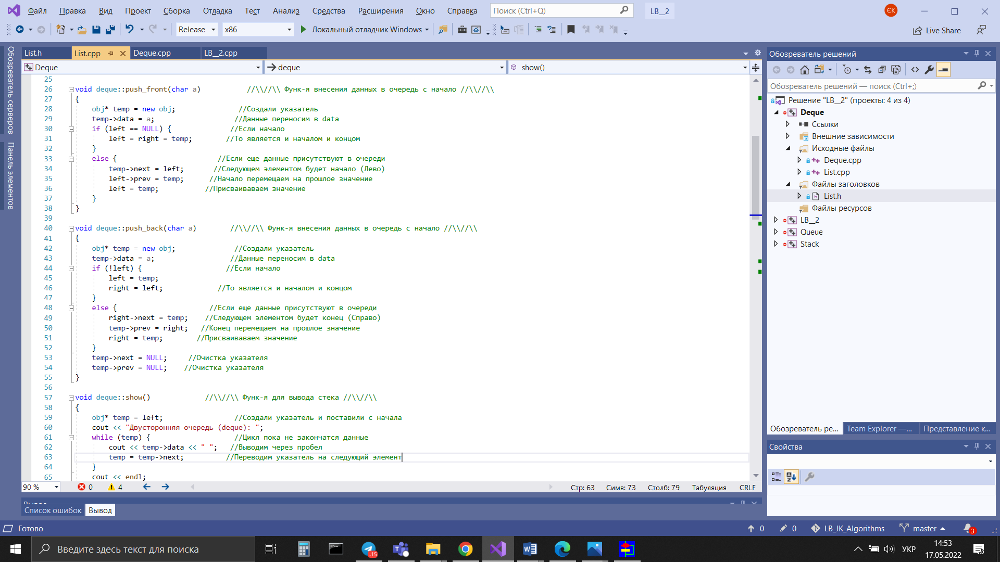 Файл Правка Вид Проект Сборка Отладка Тест Анализ Средства Расширения Окно Справка Поиск (Ctrl+Q) LB__2 ЄК
Release x86 Локальный отладчик Windows Live Share
Обозреватель серверов
Панель элементов
List.h List.cpp Deque.cpp LB__2.cpp
Deque deque show()
25
26 void deque::push_front(char a) //\\//\\ Функ-я внесения данных в очередь с начало //\\//\\
27 {
28 obj* temp = new obj; //Создали указатель
29 temp->data = a; //Данные переносим в data
30 if (left == NULL) { //Если начало
31 left = right = temp; //То является и началом и концом
32 }
33 else { //Если еще данные присутствуют в очереди
34 temp->next = left; //Следующем элементом будет начало (Лево)
35 left->prev = temp; //Начало перемещаем на прошлое значение
36 left = temp; //Присваиваваем значение
37 }
38 }
39
40 void deque::push_back(char a) //\\//\\ Функ-я внесения данных в очередь с начало //\\//\\
41 {
42 obj* temp = new obj; //Создали указатель
43 temp->data = a; //Данные переносим в data
44 if (!left) { //Если начало
45 left = temp;
46 right = left; //То является и началом и концом
47 }
48 else { //Если еще данные присутствуют в очереди
49 right->next = temp; //Следующем элементом будет конец (Справо)
50 temp->prev = right; //Конец перемещаем на прошлое значение
51 right = temp; //Присваиваваем значение
52 }
53 temp->next = NULL; //Очистка указателя
54 temp->prev = NULL; //Очистка указателя
55 }
56
57 void deque::show() //\\//\\ Функ-я для вывода стека //\\//\\
58 {
59 obj* temp = left; //Создали указатель и поставили с начала
60 cout << "Двусторонняя очередь (deque): ";
61 while (temp) { //Цикл пока не закончатся данные
62 cout << temp->data << " "; //Выводим через пробел
63 temp = temp->next; //Переводим указатель на следующий элемент
64 }
65 cout << endl;
90 % 0 4 Стр: 63 Симв: 73 Столб: 79 Табуляция CRLF
Список ошибок Вывод
Обозреватель решений
Обозреватель решений — поиск (Ctrl+;)
Решение "LB__2" (проекты: 4 из 4)
Deque
Ссылки
Внешние зависимости
Исходные файлы
Deque.cpp
List.cpp
Файлы заголовков
List.h
Файлы ресурсов
LB__2
Queue
Stack
Обозреватель ре... Team Explorer —... Представление к...
Свойства
Готово 0 0 LB_JK_Algorithms master 3
Введите здесь текст для поиска ..15 УКР 14:53
17.05.2022